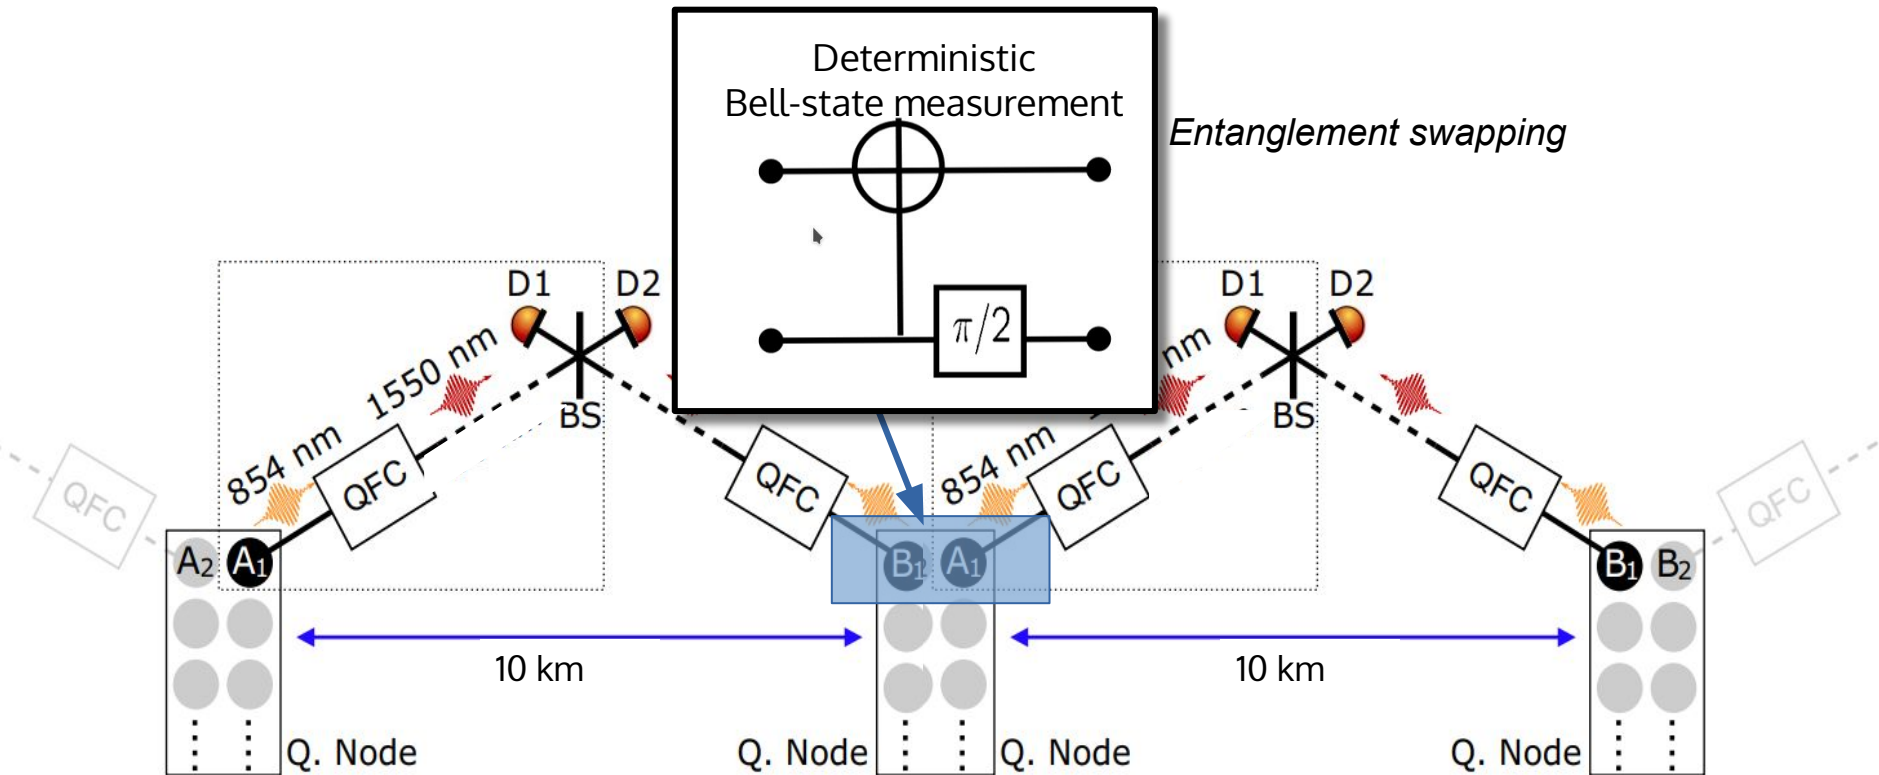 Deterministic
Bell-state measurement
Entanglement swapping
π/2
D1
D2
D1
D2
1550 nm
nm
BS
BS
854 nm
854 nm
QFC
QFC
QFC
QFC
QFC
QFC
A2
A1
B1
A1
B1
B2
10 km
10 km
Q. Node
Q. Node
Q. Node
Q. Node